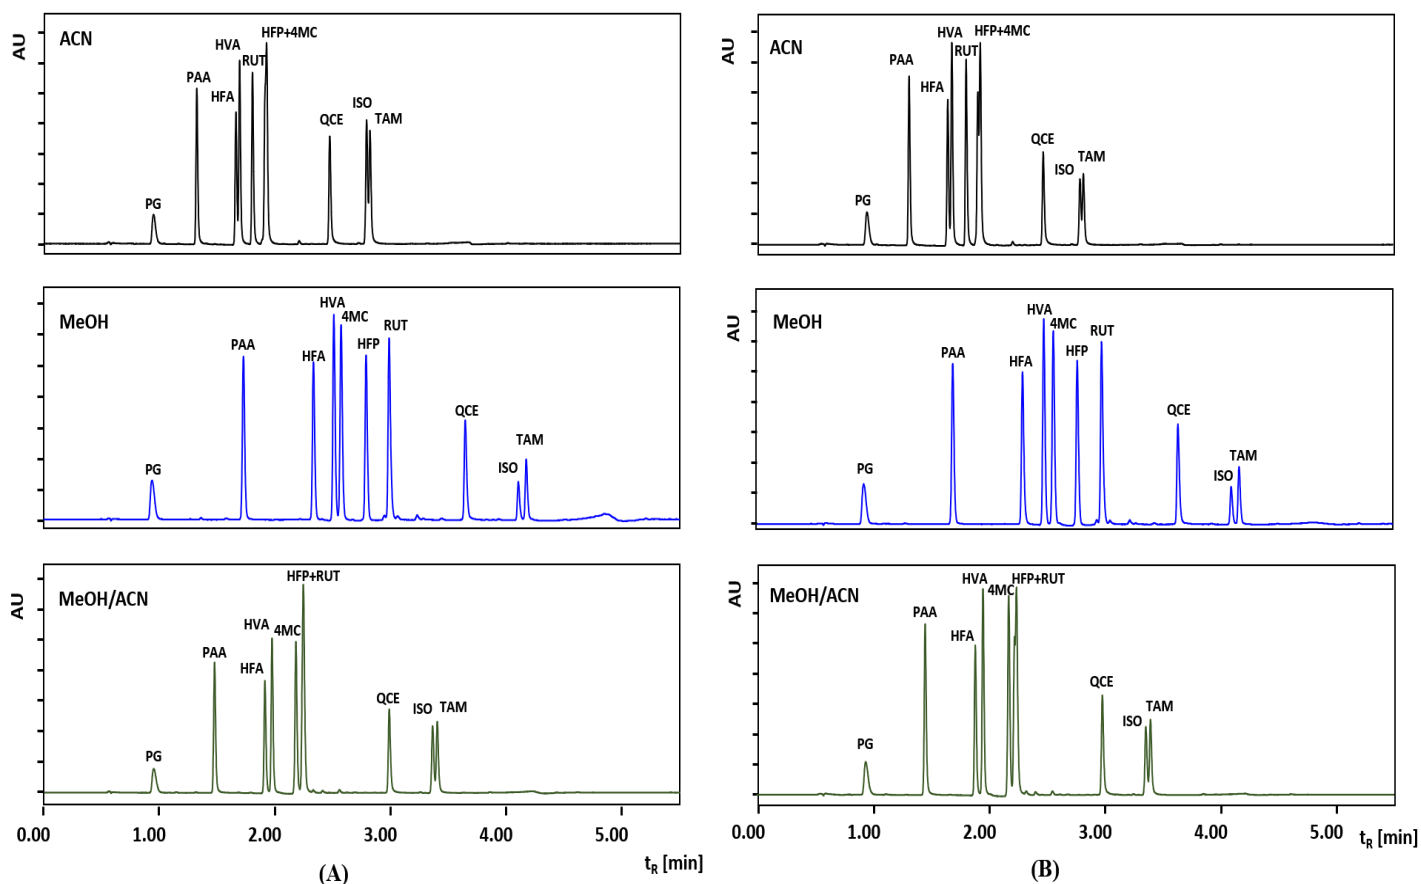 AU
ACN
PG
PAA
HFA
HVA
RUT
HFP+4MC
QCE
ISO
TAM
AU
MeOH
PG
PAA
HFA
HVA
4MC
HFP
RUT
QCE
ISO
TAM
AU
MeOH/ACN
PG
PAA
HFA
HVA
4MC
HFP+RUT
QCE
ISO
TAM
0.00 1.00 2.00 3.00 4.00 5.00
tR [min]
(A)
AU
ACN
PG
PAA
HFA
HVA
RUT
HFP+4MC
QCE
ISO
TAM
AU
MeOH
PG
PAA
HFA
HVA
4MC
HFP
RUT
QCE
ISO
TAM
AU
MeOH/ACN
PG
PAA
HFA
HVA
4MC
HFP+RUT
QCE
ISO
TAM
0.00 1.00 2.00 3.00 4.00 5.00
tR [min]
(B)